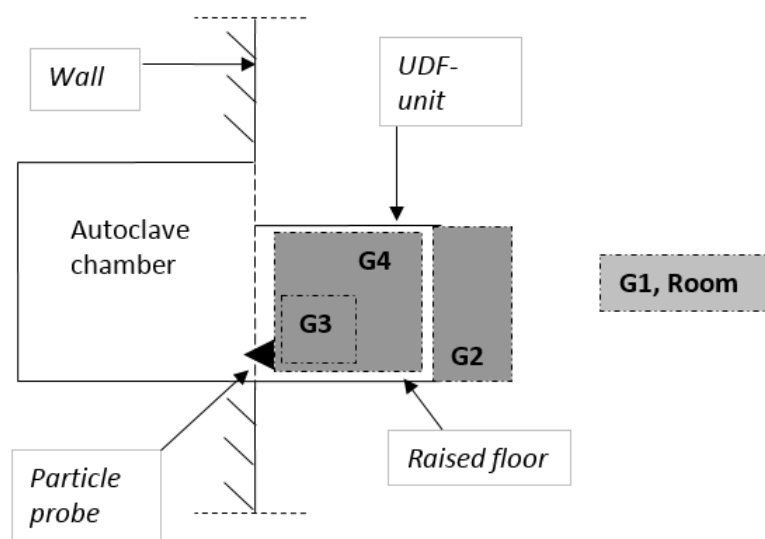 Wall
UDF-
unit
Autoclave
chamber
G4
G3
G2
G1, Room
Raised floor
Particle
probe